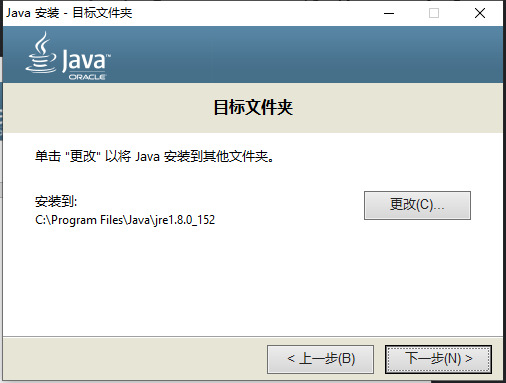 Java 安装 - 目标文件夹
Java™
ORACLE
目标文件夹
单击 "更改" 以将 Java 安装到其他文件夹。
安装到:
更改(C)...
C:\Program Files\Java\jre1.8.0_152
< 上一步(B)
下一步(N) >